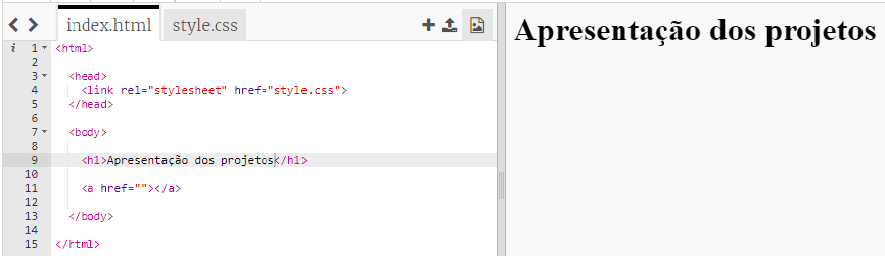 index.html style.css
Apresentação dos projetos
i 1 <html>
2
3 <head>
4 <link rel="stylesheet" href="style.css">
5 </head>
6
7 <body>
8
9 <h1>Apresentação dos projetos</h1>
10
11 <a href=""></a>
12
13 </body>
14
15 </html>